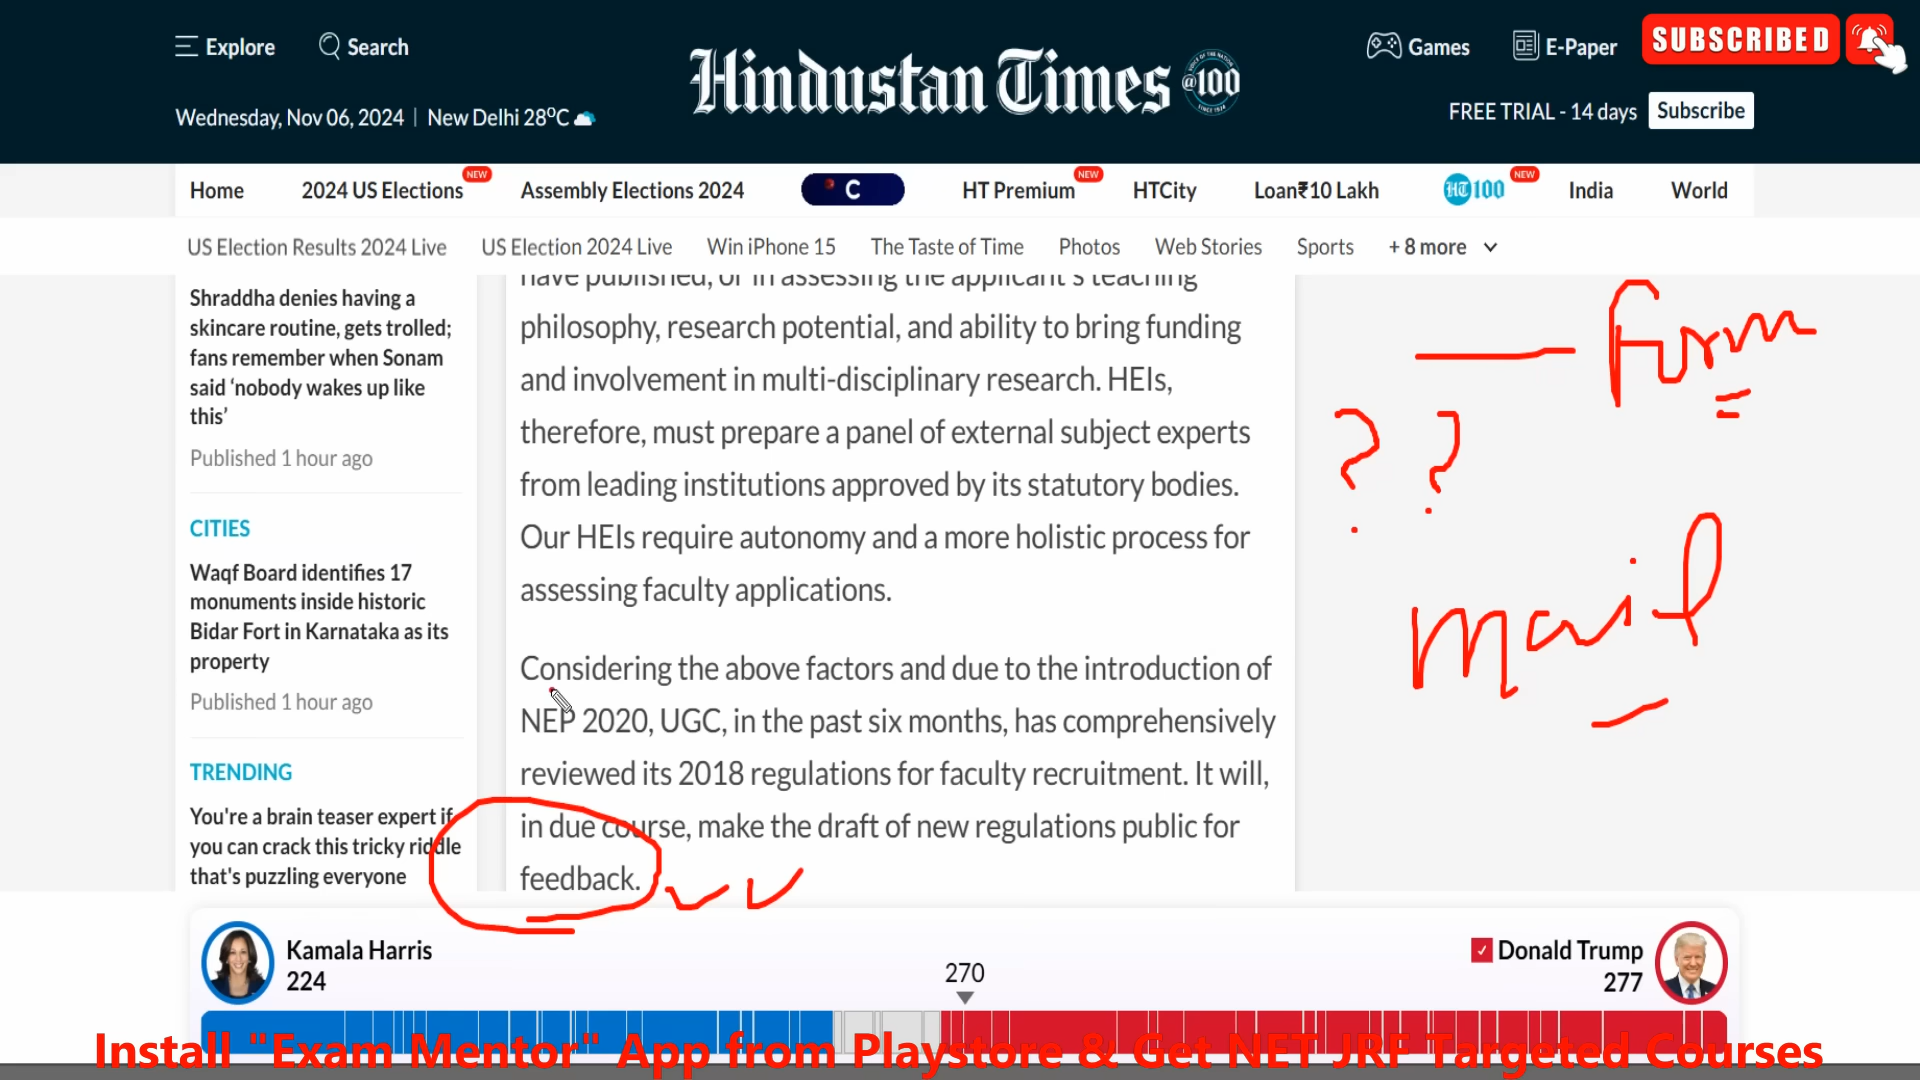 Explore
Search
Hindustan Times
@100
Games
E-Paper
SUBSCRIBED
Wednesday, Nov 06, 2024 | New Delhi 28°C
FREE TRIAL - 14 days
Subscribe
Home
2024 US Elections
NEW
Assembly Elections 2024
C
HT Premium
NEW
HTCity
Loan₹10 Lakh
HT100
NEW
India
World
US Election Results 2024 Live
US Election 2024 Live
Win iPhone 15
The Taste of Time
Photos
Web Stories
Sports
+ 8 more
Shraddha denies having a
skincare routine, gets trolled;
fans remember when Sonam
said ‘nobody wakes up like
this’
Published 1 hour ago
CITIES
Waqf Board identifies 17
monuments inside historic
Bidar Fort in Karnataka as its
property
Published 1 hour ago
TRENDING
You're a brain teaser expert if
you can crack this tricky riddle
that's puzzling everyone
have published, or in assessing the applicant's teaching
philosophy, research potential, and ability to bring funding
and involvement in multi-disciplinary research. HEIs,
therefore, must prepare a panel of external subject experts
from leading institutions approved by its statutory bodies.
Our HEIs require autonomy and a more holistic process for
assessing faculty applications.
Considering the above factors and due to the introduction of
NEP 2020, UGC, in the past six months, has comprehensively
reviewed its 2018 regulations for faculty recruitment. It will,
in due course, make the draft of new regulations public for
feedback.
— Form
? ?
mail
Kamala Harris
224
270
Donald Trump
277
Install "Exam Mentor" App from Playstore & Get NET JRF Targeted Courses